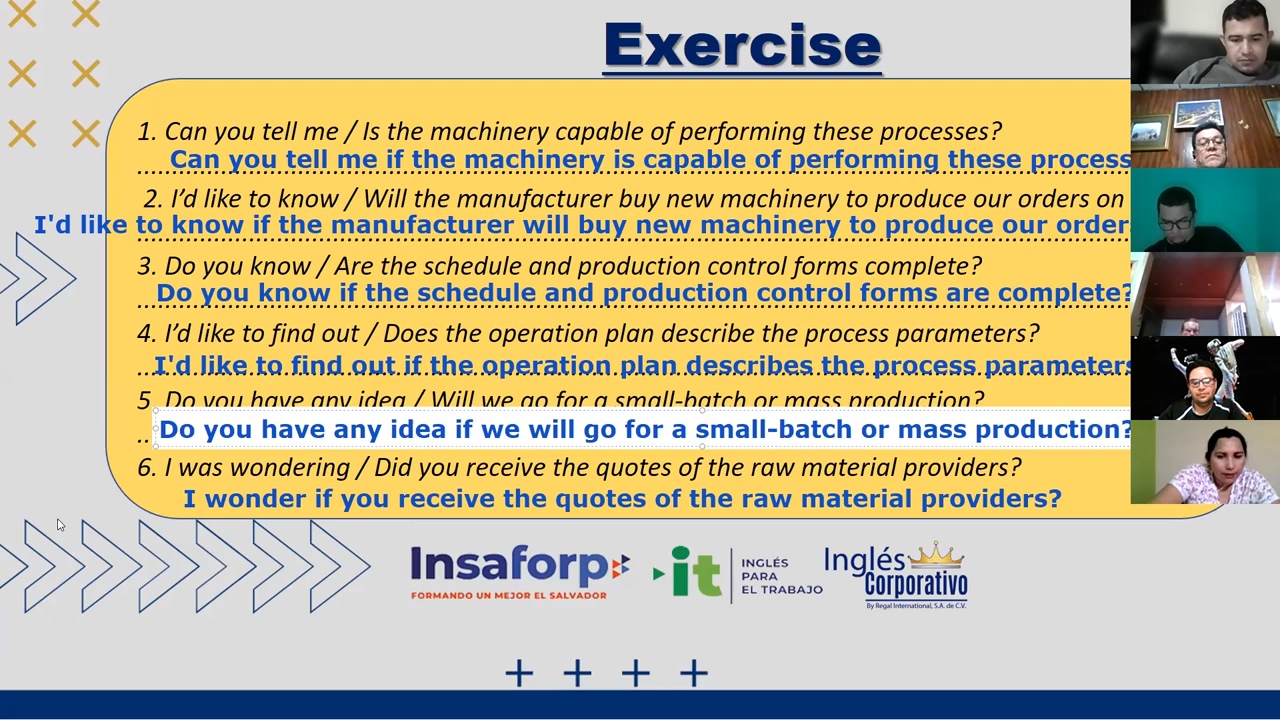 Exercise
1. Can you tell me / Is the machinery capable of performing these processes?
Can you tell me if the machinery is capable of performing these process
2. I’d like to know / Will the manufacturer buy new machinery to produce our orders on
I'd like to know if the manufacturer will buy new machinery to produce our order
3. Do you know / Are the schedule and production control forms complete?
Do you know if the schedule and production control forms are complete?
4. I’d like to find out / Does the operation plan describe the process parameters?
I'd like to find out if the operation plan describes the process parameters
5. Do you have any idea / Will we go for a small-batch or mass production?
Do you have any idea if we will go for a small-batch or mass production?
6. I was wondering / Did you receive the quotes of the raw material providers?
I wonder if you receive the quotes of the raw material providers?
Insaforp
FORMANDO UN MEJOR EL SALVADOR
it
INGLÉS
PARA
EL TRABAJO
Inglés
Corporativo
By Regal International, S.A. de C.V.